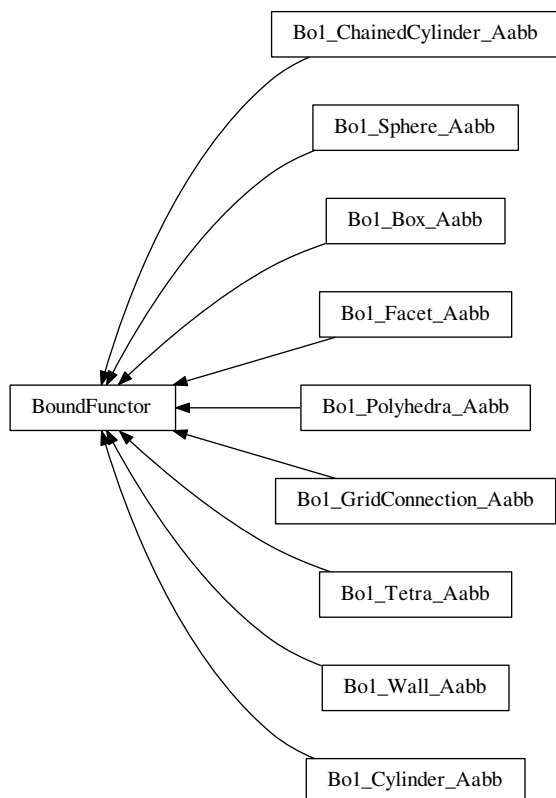 Bo1_ChainedCylinder_Aabb
Bo1_Sphere_Aabb
Bo1_Box_Aabb
Bo1_Facet_Aabb
BoundFunctor
Bo1_Polyhedra_Aabb
Bo1_GridConnection_Aabb
Bo1_Tetra_Aabb
Bo1_Wall_Aabb
Bo1_Cylinder_Aabb